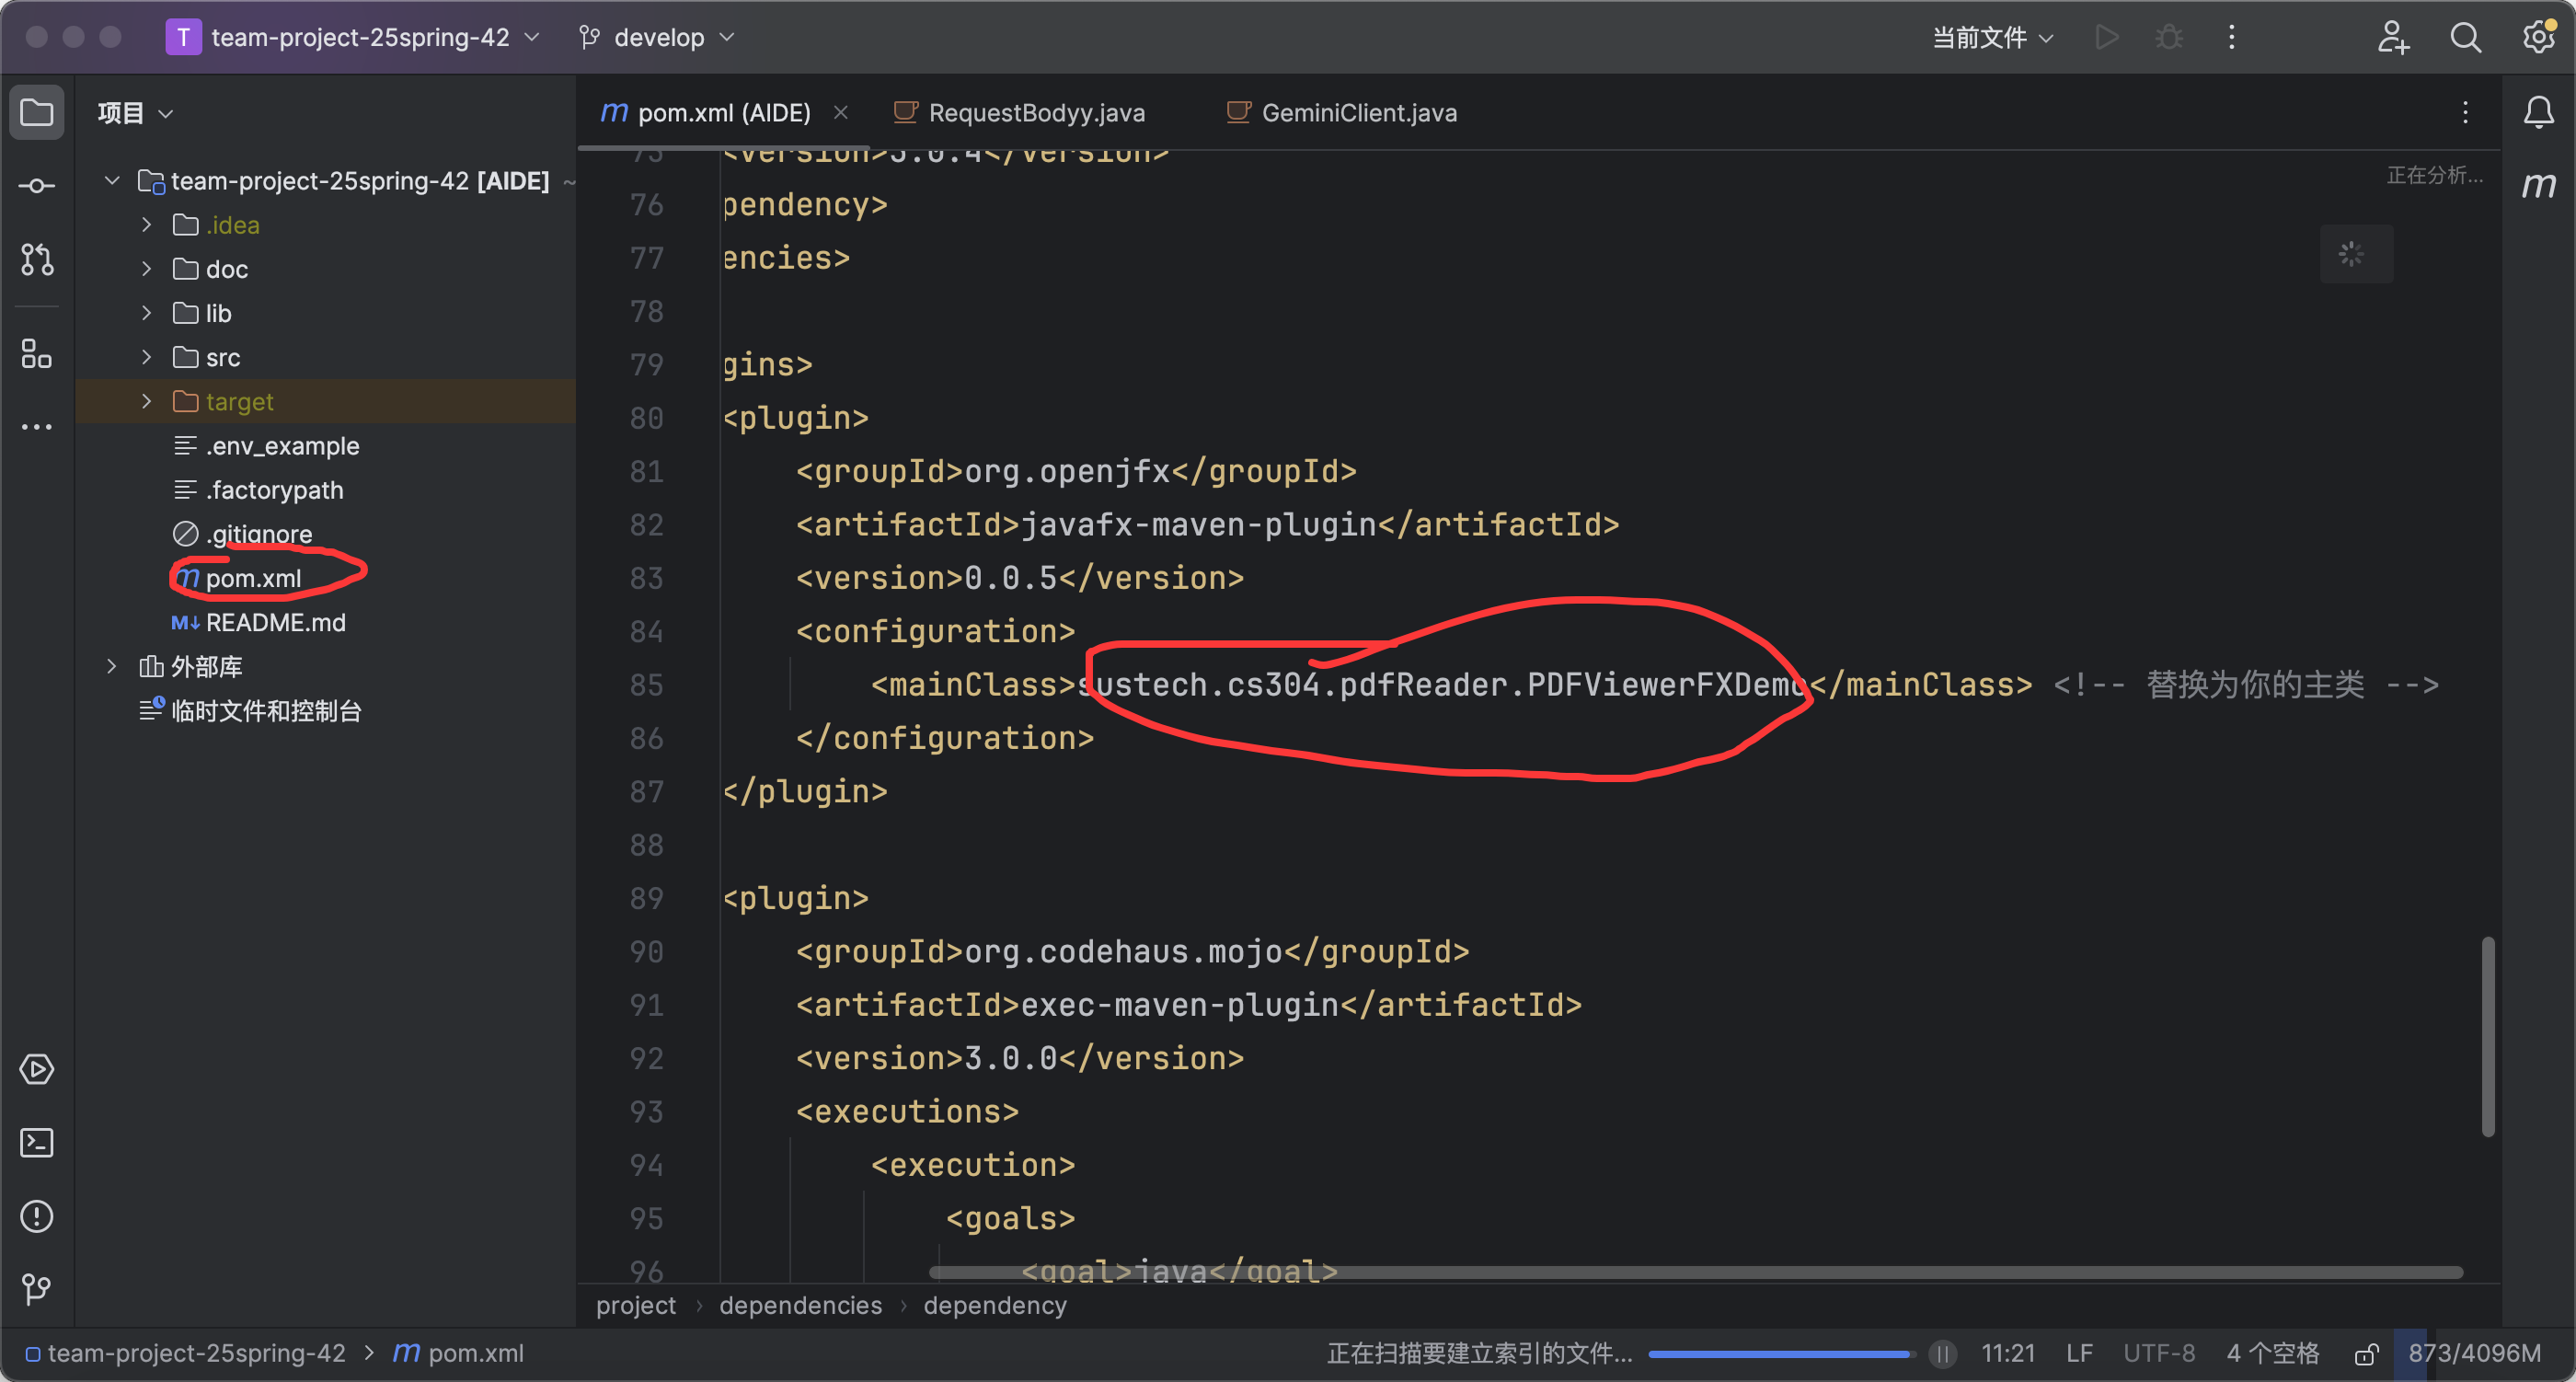 T team-project-25spring-42
develop
当前文件
项目
pom.xml (AIDE)
RequestBodyy.java
GeminiClient.java
team-project-25spring-42 [AIDE] ~
.idea
doc
lib
src
target
.env_example
.factorypath
.gitignore
m pom.xml
M↓ README.md
外部库
临时文件和控制台
正在分析...
75 <version>3.0.4</version>
76 pendency>
77 encies>
78
79 gins>
80 <plugin>
81 <groupId>org.openjfx</groupId>
82 <artifactId>javafx-maven-plugin</artifactId>
83 <version>0.0.5</version>
84 <configuration>
85 <mainClass>sustech.cs304.pdfReader.PDFViewerFXDemo</mainClass> <!-- 替换为你的主类 -->
86 </configuration>
87 </plugin>
88
89 <plugin>
90 <groupId>org.codehaus.mojo</groupId>
91 <artifactId>exec-maven-plugin</artifactId>
92 <version>3.0.0</version>
93 <executions>
94 <execution>
95 <goals>
96 <goal>java</goal>
project > dependencies > dependency
team-project-25spring-42 > m pom.xml
正在扫描要建立索引的文件...
11:21 LF UTF-8 4 个空格 873/4096M